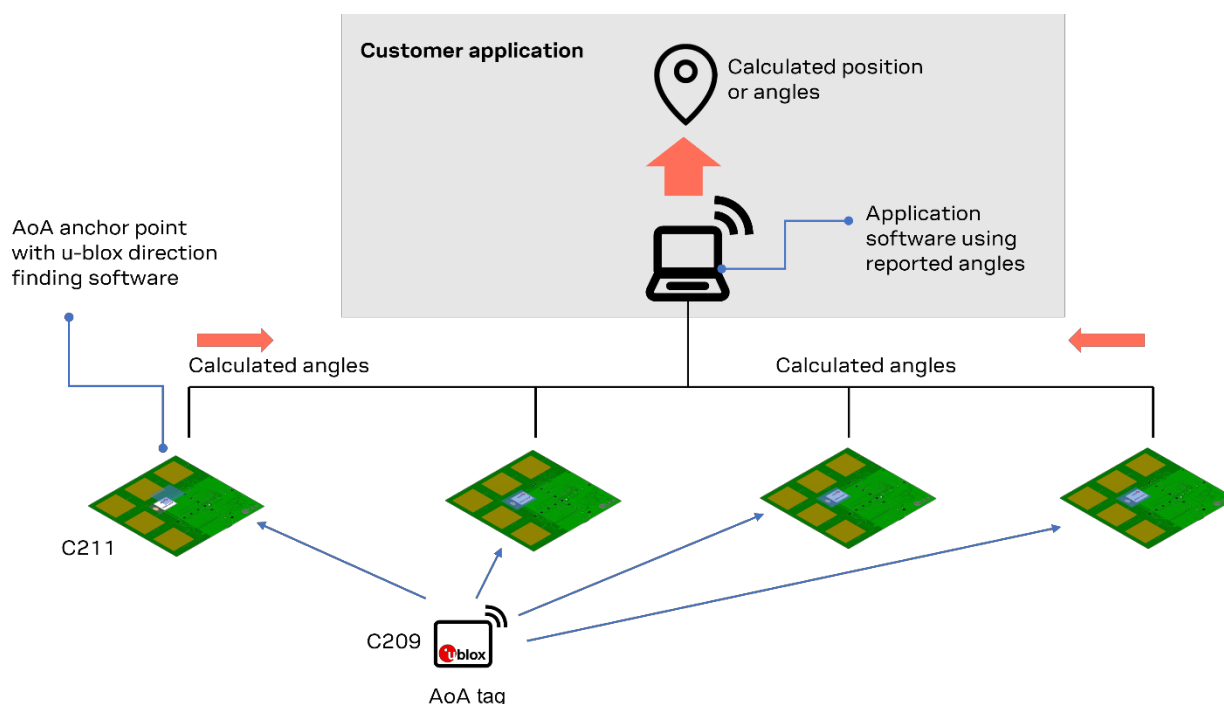 Customer application
Calculated position
or angles
AoA anchor point
with u-blox direction
finding software
Application
software using
reported angles
Calculated angles
Calculated angles
C211
C209
ublox
AoA tag